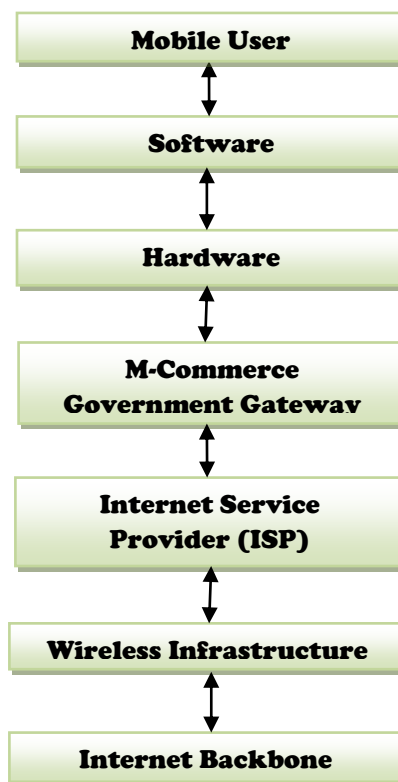 Mobile User
Software
Hardware
M-Commerce
Government Gateway
Internet Service
Provider (ISP)
Wireless Infrastructure
Internet Backbone